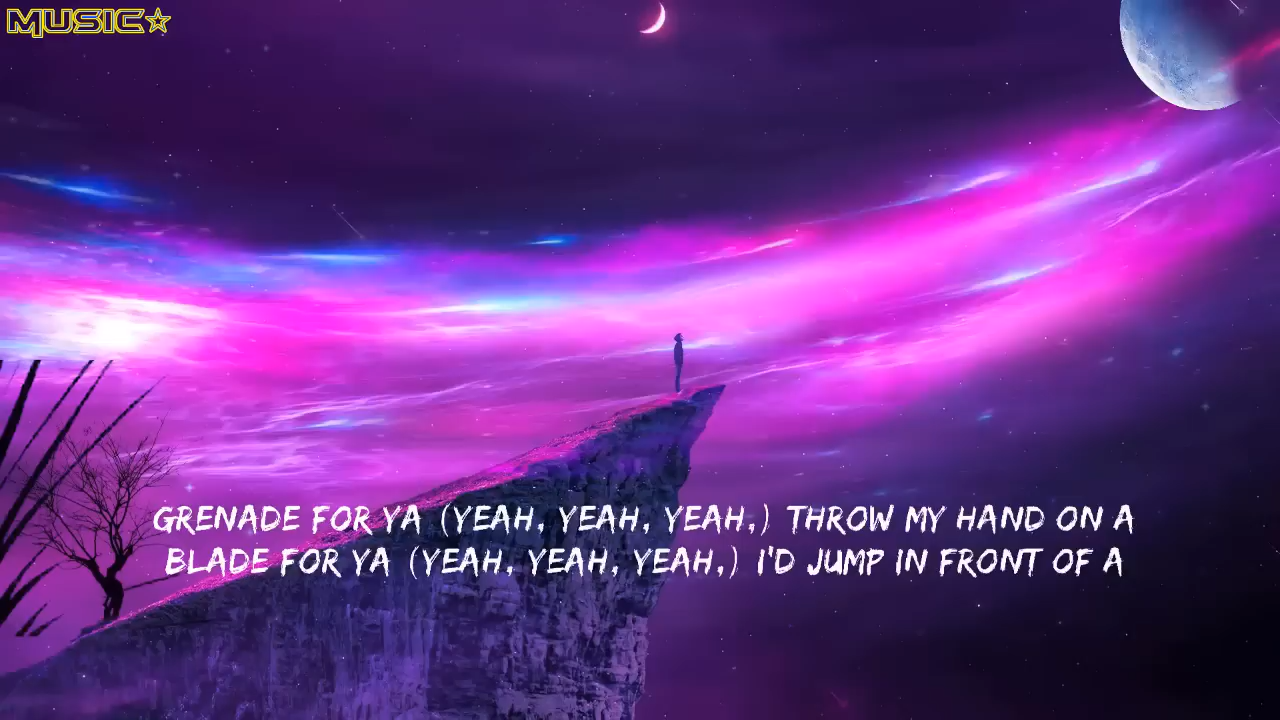 MUSIC☆
GRENADE FOR YA (YEAH, YEAH, YEAH,) THROW MY HAND ON A
BLADE FOR YA (YEAH, YEAH, YEAH,) I'D JUMP IN FRONT OF A